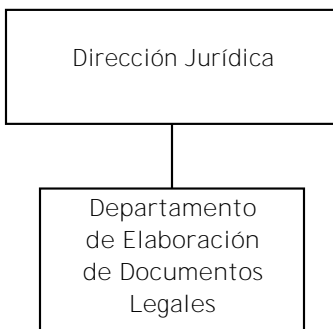 Dirección Jurídica
Departamento
de Elaboración
de Documentos
Legales